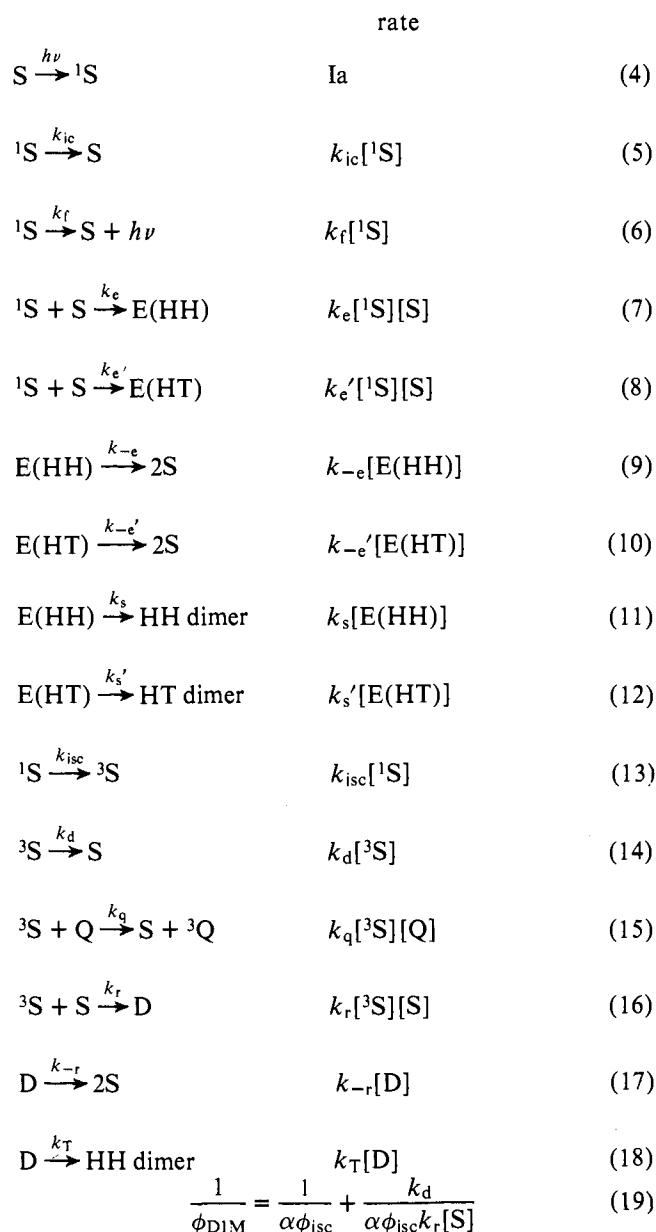 rate
S —hν→ ¹S Ia (4)
¹S —k_ic→ S k_ic[¹S] (5)
¹S —k_f→ S + hν k_f[¹S] (6)
¹S + S —k_e→ E(HH) k_e[¹S][S] (7)
¹S + S —k_e'→ E(HT) k_e'[¹S][S] (8)
E(HH) —k_−e→ 2S k_−e[E(HH)] (9)
E(HT) —k_−e'→ 2S k_−e'[E(HT)] (10)
E(HH) —k_s→ HH dimer k_s[E(HH)] (11)
E(HT) —k_s'→ HT dimer k_s'[E(HT)] (12)
¹S —k_isc→ ³S k_isc[¹S] (13)
³S —k_d→ S k_d[³S] (14)
³S + Q —k_q→ S + ³Q k_q[³S][Q] (15)
³S + S —k_r→ D k_r[³S][S] (16)
D —k_−r→ 2S k_−r[D] (17)
D —k_T→ HH dimer k_T[D] (18)
1/ϕ_DIM = 1/(αϕ_isc) + k_d/(αϕ_isc k_r[S]) (19)